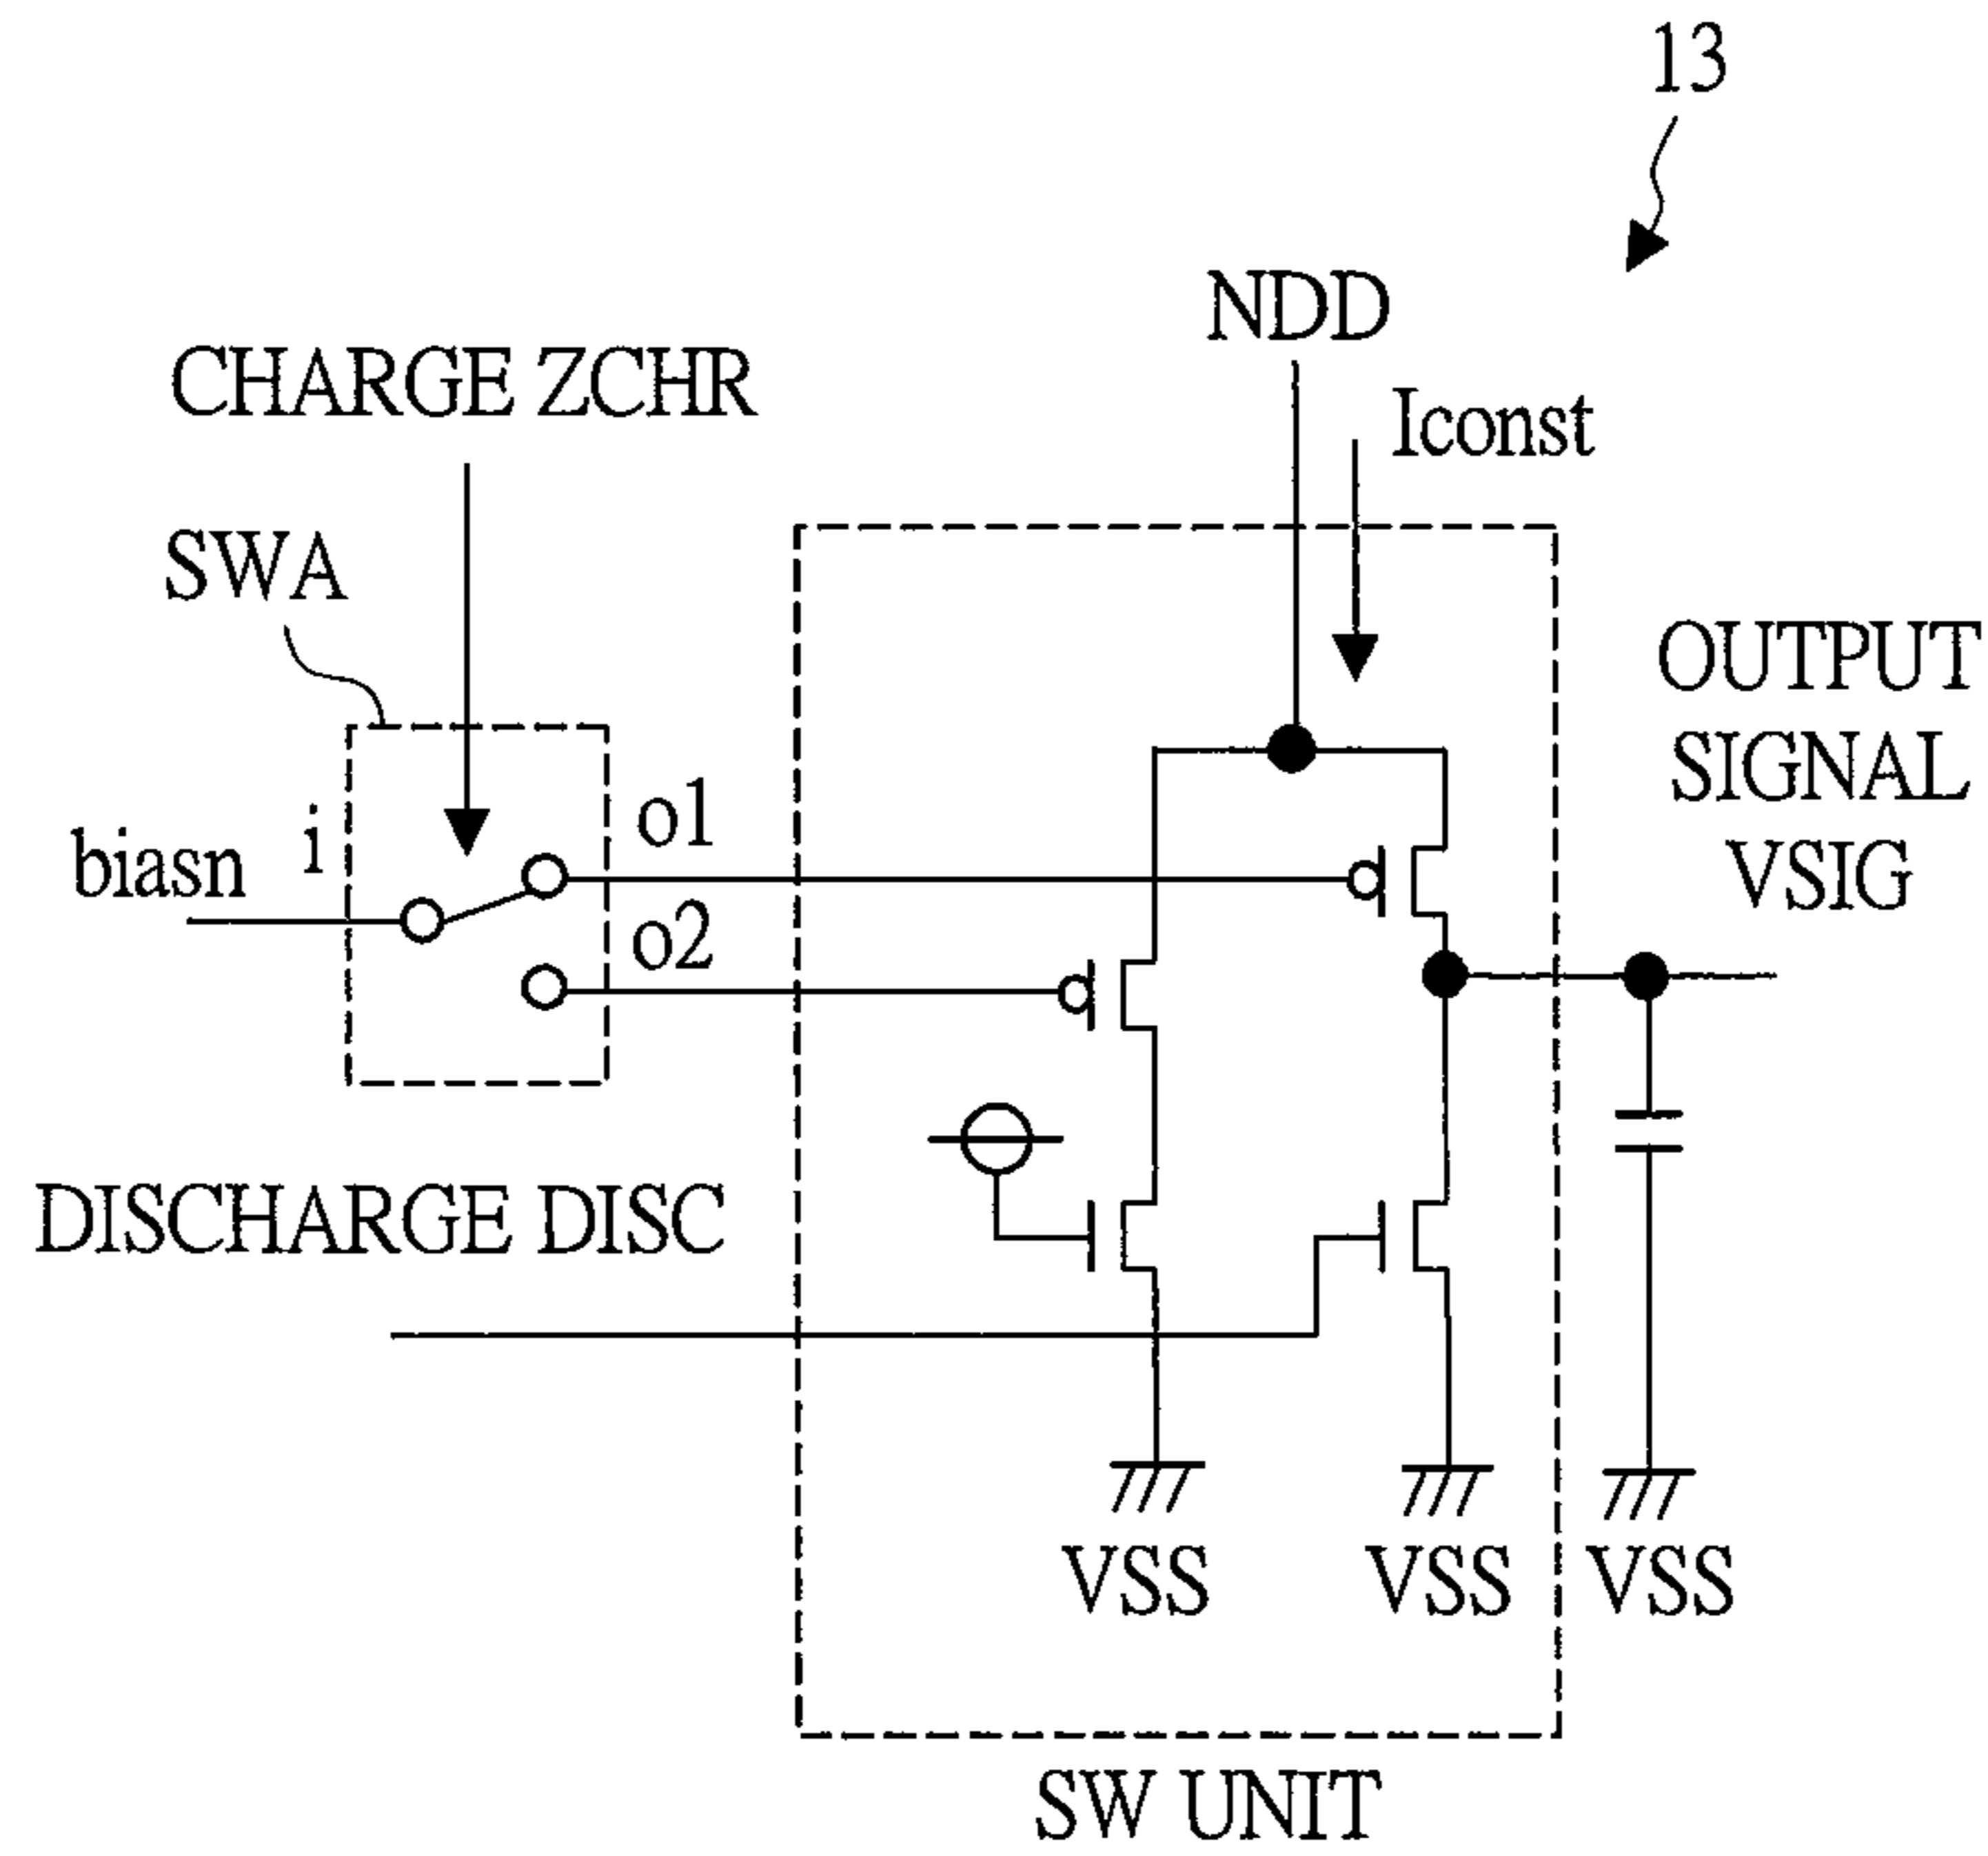 13
NDD
CHARGE ZCHR
Iconst
SWA
OUTPUT
SIGNAL
VSIG
biasn
i
o1
o2
DISCHARGE DISC
VSS
VSS
VSS
SW UNIT